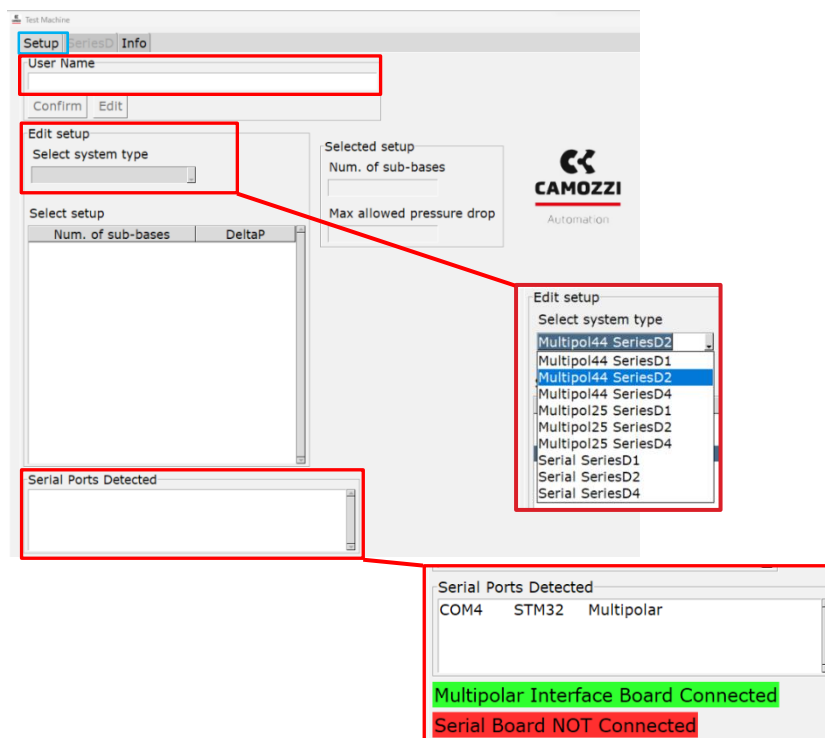 Test Machine
Setup SeriesD Info
User Name
Confirm Edit
Edit setup
Select system type
Selected setup
Num. of sub-bases
Max allowed pressure drop
CAMOZZI
Automation
Select setup
Num. of sub-bases DeltaP
Edit setup
Select system type
Multipol44 SeriesD2
Multipol44 SeriesD1
Multipol44 SeriesD2
Multipol44 SeriesD4
Multipol25 SeriesD1
Multipol25 SeriesD2
Multipol25 SeriesD4
Serial SeriesD1
Serial SeriesD2
Serial SeriesD4
Serial Ports Detected
Serial Ports Detected
COM4 STM32 Multipolar
Multipolar Interface Board Connected
Serial Board NOT Connected